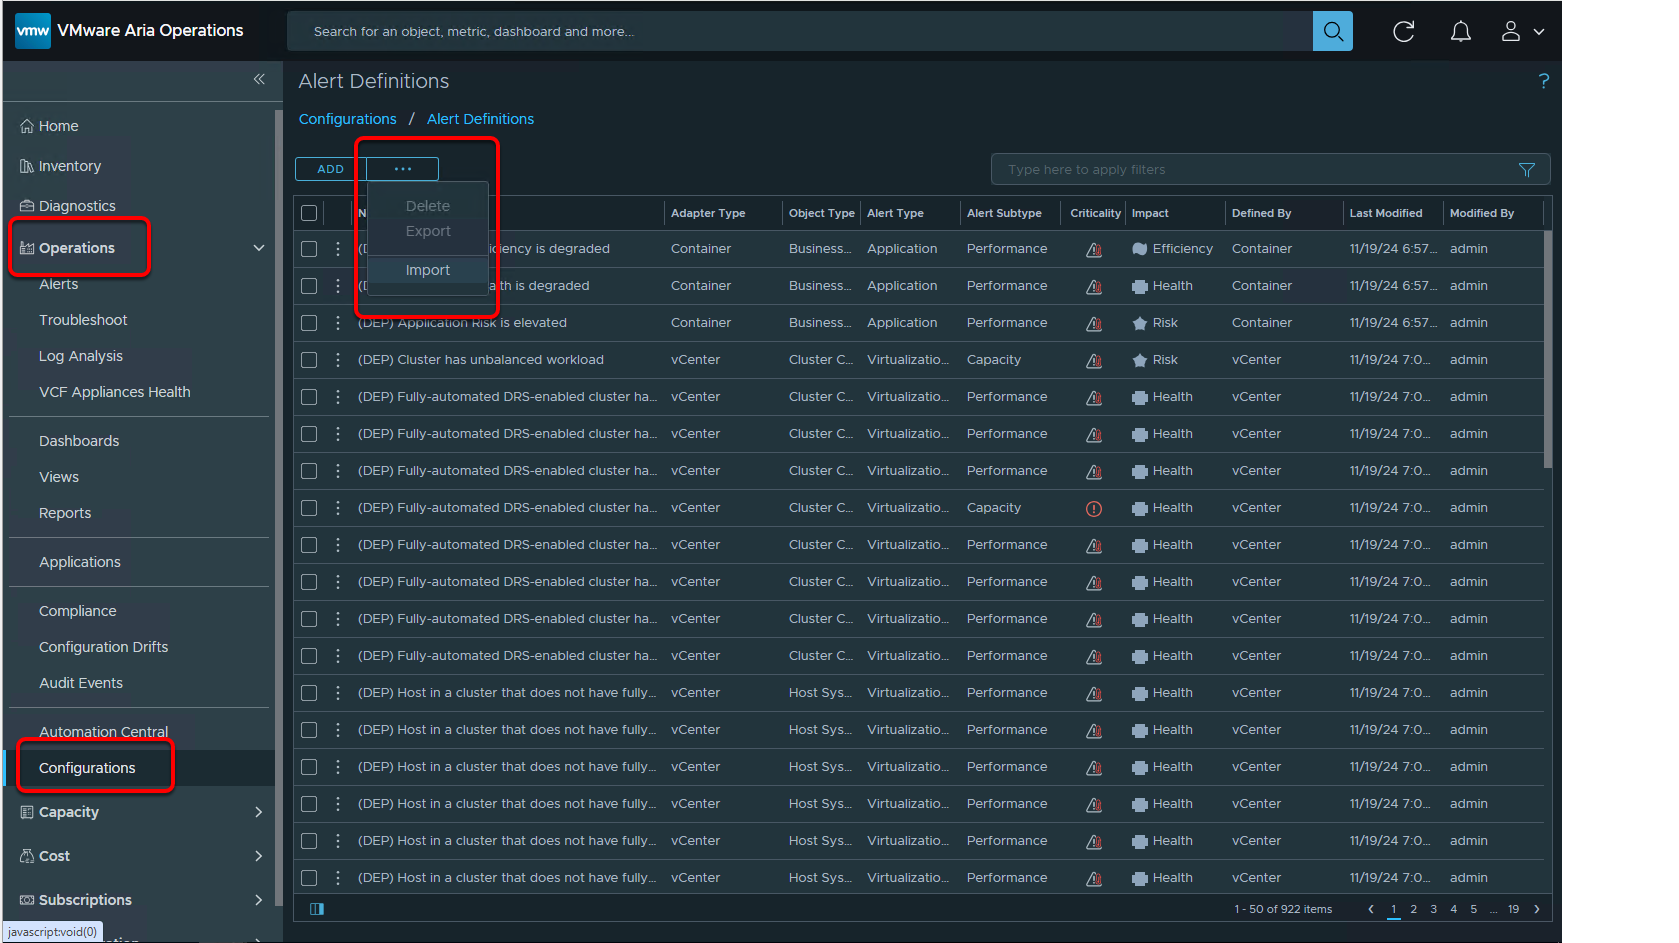 vmw VMware Aria Operations
Search for an object, metric, dashboard and more...
Alert Definitions
?
Configurations / Alert Definitions
ADD ...
Type here to apply filters
Delete
Export
Import
Home
Inventory
Diagnostics
Operations
Alerts
Troubleshoot
Log Analysis
VCF Appliances Health
Dashboards
Views
Reports
Applications
Compliance
Configuration Drifts
Audit Events
Automation Central
Configurations
Capacity
Cost
Subscriptions
javascript:void(0)
N Adapter Type Object Type Alert Type Alert Subtype Criticality Impact Defined By Last Modified Modified By
(D iciency is degraded Container Business... Application Performance Efficiency Container 11/19/24 6:57... admin
(D th is degraded Container Business... Application Performance Health Container 11/19/24 6:57... admin
(DEP) Application Risk is elevated Container Business... Application Performance Risk Container 11/19/24 6:57... admin
(DEP) Cluster has unbalanced workload vCenter Cluster C... Virtualizatio... Capacity Risk vCenter 11/19/24 7:0... admin
(DEP) Fully-automated DRS-enabled cluster ha... vCenter Cluster C... Virtualizatio... Performance Health vCenter 11/19/24 7:0... admin
(DEP) Fully-automated DRS-enabled cluster ha... vCenter Cluster C... Virtualizatio... Performance Health vCenter 11/19/24 7:0... admin
(DEP) Fully-automated DRS-enabled cluster ha... vCenter Cluster C... Virtualizatio... Performance Health vCenter 11/19/24 7:0... admin
(DEP) Fully-automated DRS-enabled cluster ha... vCenter Cluster C... Virtualizatio... Capacity Health vCenter 11/19/24 7:0... admin
(DEP) Fully-automated DRS-enabled cluster ha... vCenter Cluster C... Virtualizatio... Performance Health vCenter 11/19/24 7:0... admin
(DEP) Fully-automated DRS-enabled cluster ha... vCenter Cluster C... Virtualizatio... Performance Health vCenter 11/19/24 7:0... admin
(DEP) Fully-automated DRS-enabled cluster ha... vCenter Cluster C... Virtualizatio... Performance Health vCenter 11/19/24 7:0... admin
(DEP) Fully-automated DRS-enabled cluster ha... vCenter Cluster C... Virtualizatio... Performance Health vCenter 11/19/24 7:0... admin
(DEP) Host in a cluster that does not have fully... vCenter Host Sys... Virtualizatio... Performance Health vCenter 11/19/24 7:0... admin
(DEP) Host in a cluster that does not have fully... vCenter Host Sys... Virtualizatio... Performance Health vCenter 11/19/24 7:0... admin
(DEP) Host in a cluster that does not have fully... vCenter Host Sys... Virtualizatio... Performance Health vCenter 11/19/24 7:0... admin
(DEP) Host in a cluster that does not have fully... vCenter Host Sys... Virtualizatio... Performance Health vCenter 11/19/24 7:0... admin
(DEP) Host in a cluster that does not have fully... vCenter Host Sys... Virtualizatio... Performance Health vCenter 11/19/24 7:0... admin
(DEP) Host in a cluster that does not have fully... vCenter Host Sys... Virtualizatio... Performance Health vCenter 11/19/24 7:0... admin
1 - 50 of 922 items 1 2 3 4 5 ... 19